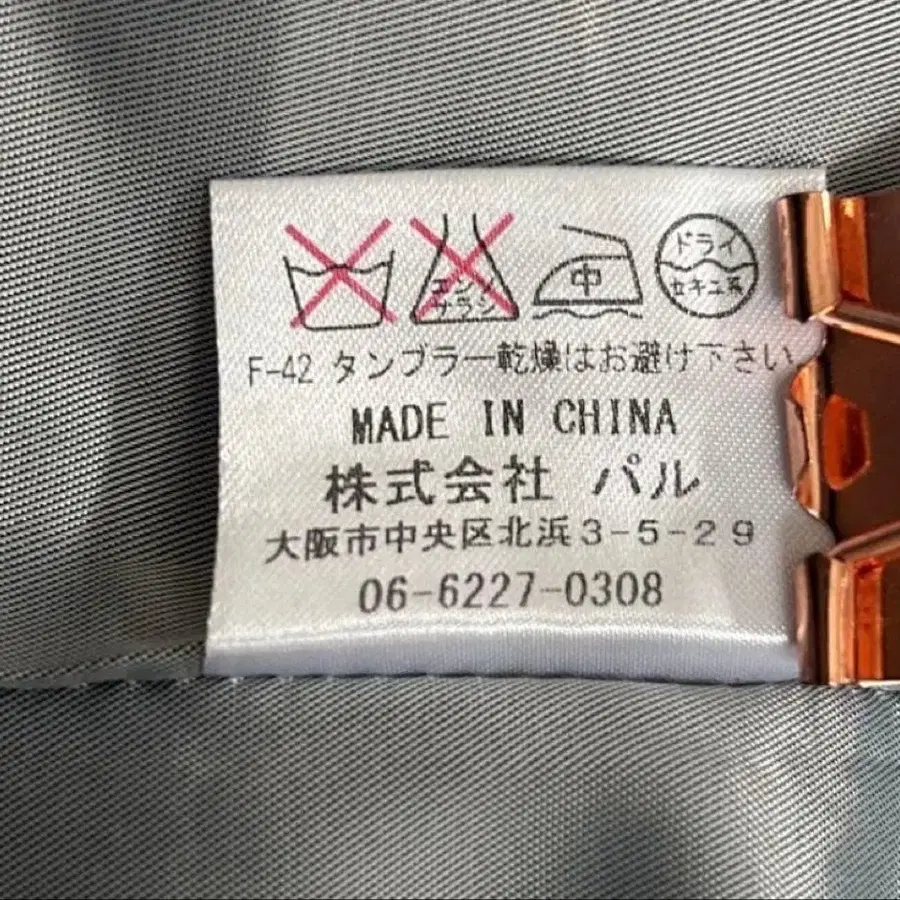 エンソ
サラシ
中
ドライ
セキユ系
F-42 タンブラー乾燥はお避け下さい
MADE IN CHINA
株式会社 パル
大阪市中央区北浜3-5-29
06-6227-0308